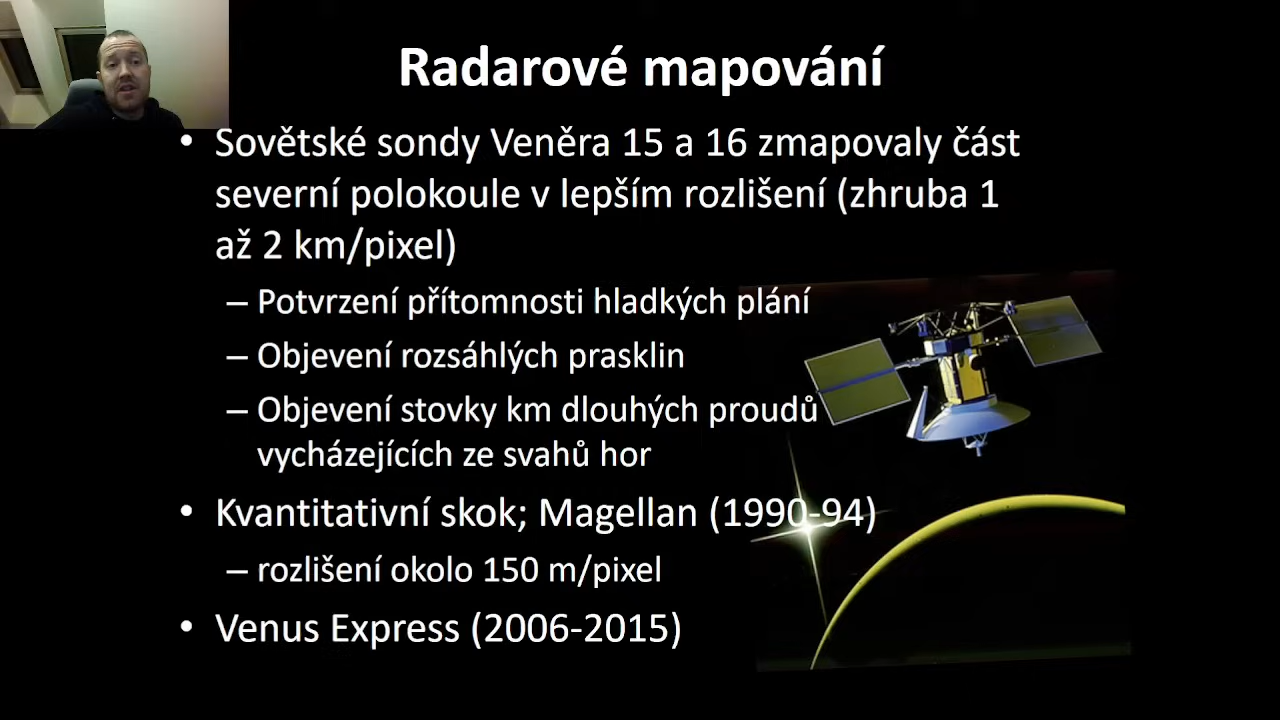 Radarové mapování
• Sovětské sondy Veněra 15 a 16 zmapovaly část
severní polokoule v lepším rozlišení (zhruba 1
až 2 km/pixel)
– Potvrzení přítomnosti hladkých plání
– Objevení rozsáhlých prasklin
– Objevení stovky km dlouhých proudů
vycházejících ze svahů hor
• Kvantitativní skok; Magellan (1990-94)
– rozlišení okolo 150 m/pixel
• Venus Express (2006-2015)